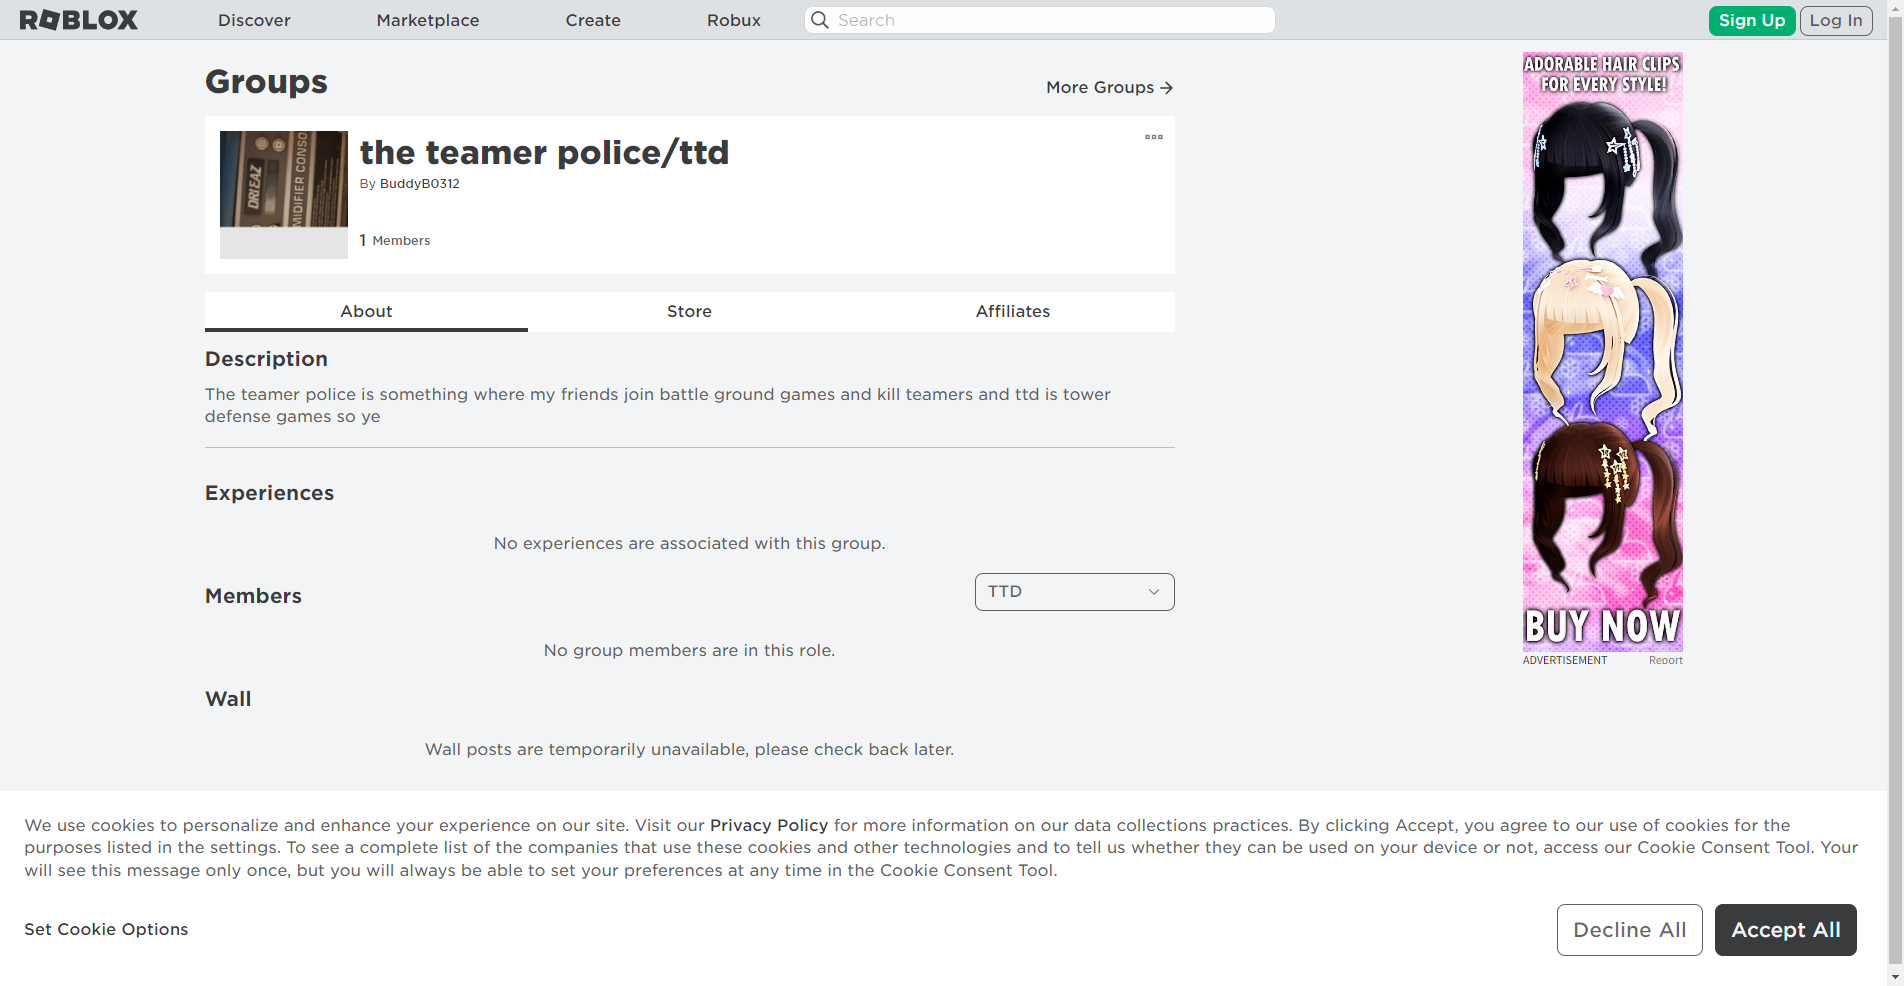 ROBLOX
Discover
Marketplace
Create
Robux
Search
Sign Up
Log In
Groups
More Groups →
the teamer police/ttd
By BuddyB0312
1 Members
DRIEAZ
MIDIFIER CONSO
About
Store
Affiliates
Description
The teamer police is something where my friends join battle ground games and kill teamers and ttd is tower
defense games so ye
Experiences
No experiences are associated with this group.
Members
TTD
No group members are in this role.
Wall
Wall posts are temporarily unavailable, please check back later.
ADORABLE HAIR CLIPS
FOR EVERY STYLE!
BUY NOW
ADVERTISEMENT
Report
We use cookies to personalize and enhance your experience on our site. Visit our Privacy Policy for more information on our data collections practices. By clicking Accept, you agree to our use of cookies for the
purposes listed in the settings. To see a complete list of the companies that use these cookies and other technologies and to tell us whether they can be used on your device or not, access our Cookie Consent Tool. Your
will see this message only once, but you will always be able to set your preferences at any time in the Cookie Consent Tool.
Set Cookie Options
Decline All
Accept All